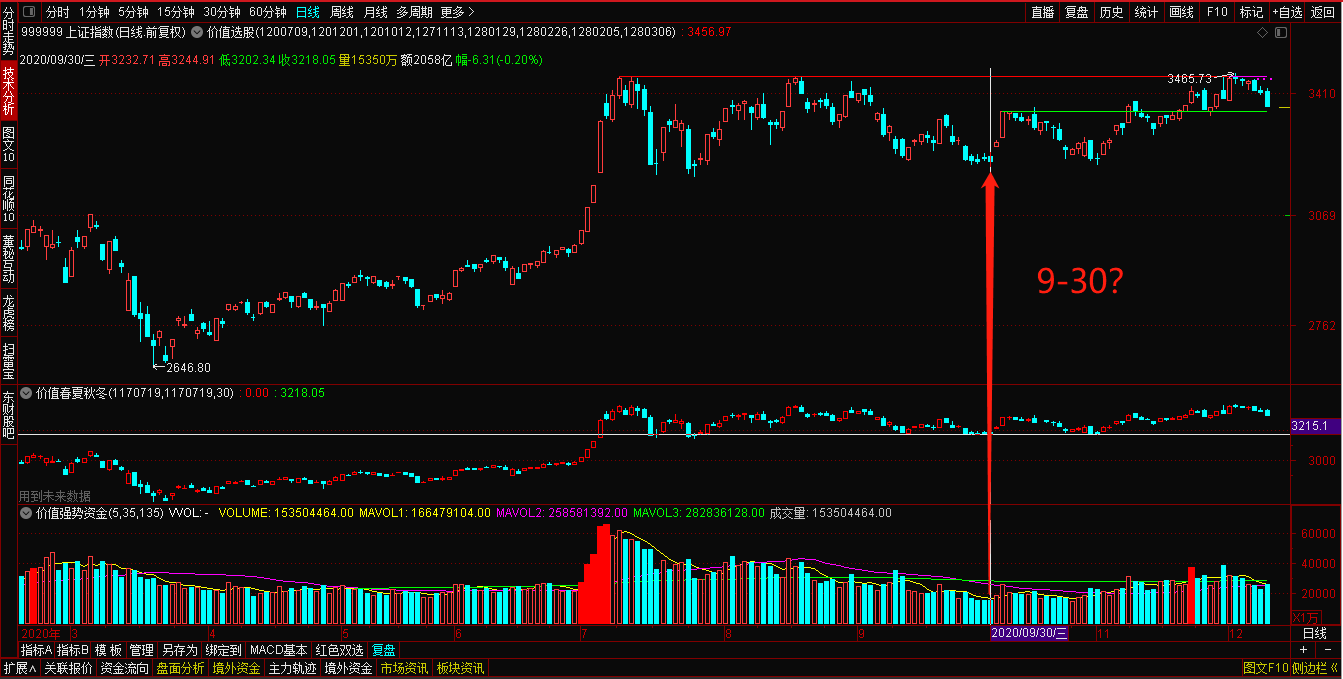 分时 1分钟 5分钟 15分钟 30分钟 60分钟 日线 周线 月线 多周期 更多 直播 复盘 历史 统计 画线 F10 标记 +自选 返回
分时走势
技术分析
图文10
同花顺10
董秘互动
龙虎榜
扫雷宝
东财股吧
999999 上证指数(日线.前复权) 价值选股(1200709,1201201,1201012,1271113,1280129,1280226,1280205,1280306) : 3456.97
2020/09/30/三 开3232.71 高3244.91 低3202.34 收3218.05 量15350万 额2058亿 幅-6.31(-0.20%)
3465.73
3410
3069
9-30?
2762
2646.80
价值春夏秋冬(1170719,1170719,30) : 0.00 : 3218.05
3215.1
3000
用到未来数据
价值强势资金(5,35,135) VVOL: - VOLUME: 153504464.00 MAVOL1: 166479104.00 MAVOL2: 258581392.00 MAVOL3: 282836128.00 成交量: 153504464.00
60000
40000
20000
X1万
2020年 3 4 5 6 7 8 9 2020/09/30/三 11 12 日线
指标A 指标B 模板 管理 另存为 绑定到 MACD基本 红色双选 复盘 + -
扩展∧ 关联报价 资金流向 盘面分析 境外资金 主力轨迹 境外资金 市场资讯 板块资讯 图文F10 侧边栏《